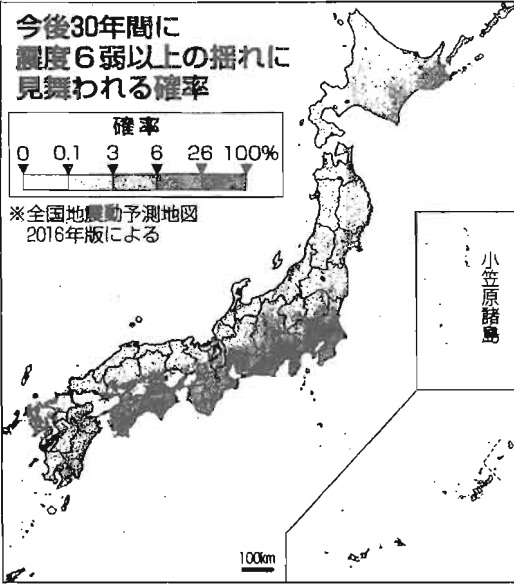 今後30年間に
震度6弱以上の揺れに
見舞われる確率
確率
0 0.1 3 6 26 100%
※全国地震動予測地図
2016年版による
小笠原諸島
100km